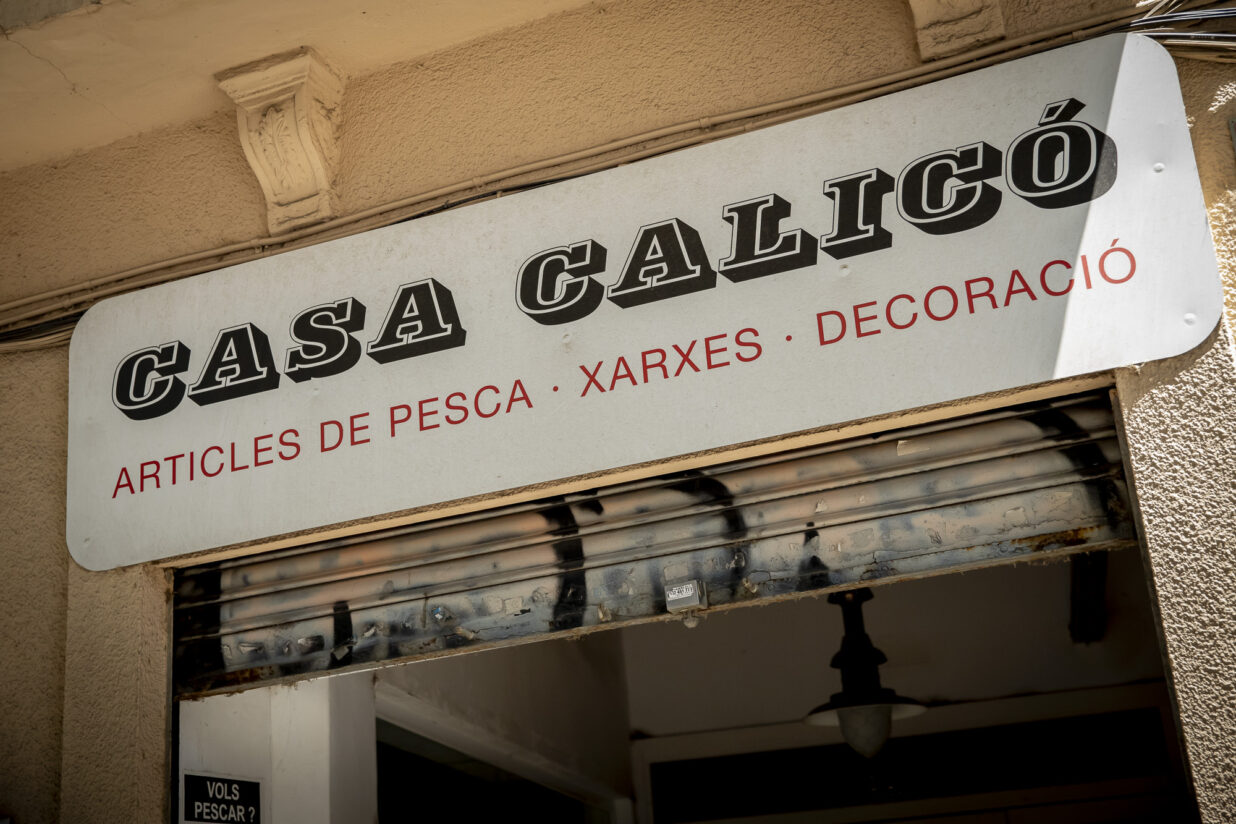 CASA CALICÓ
ARTICLES DE PESCA · XARXES · DECORACIÓ
VOLS
PESCAR ?